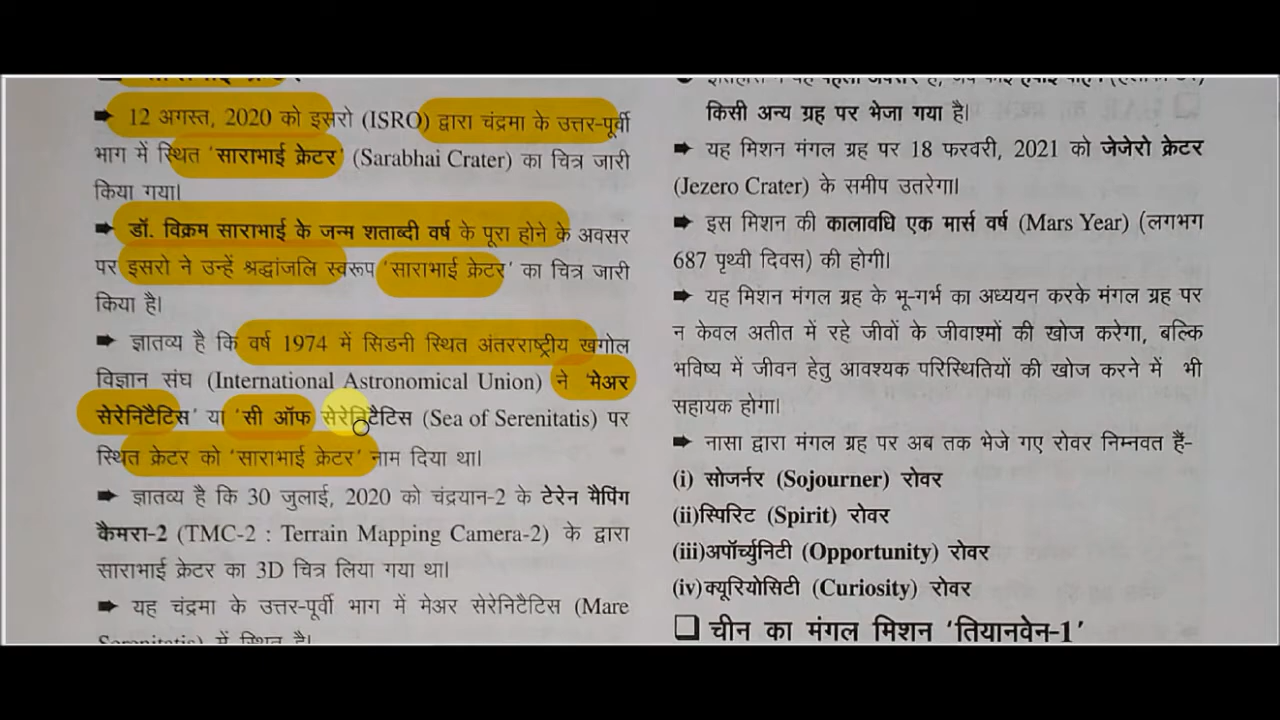 ➡ 12 अगस्त, 2020 को इसरो (ISRO) द्वारा चंद्रमा के उत्तर-पूर्वी
भाग में स्थित 'साराभाई क्रेटर' (Sarabhai Crater) का चित्र जारी
किया गया।
➡ डॉ. विक्रम साराभाई के जन्म शताब्दी वर्ष के पूरा होने के अवसर
पर इसरो ने उन्हें श्रद्धांजलि स्वरूप 'साराभाई क्रेटर' का चित्र जारी
किया है।
➡ ज्ञातव्य है कि वर्ष 1974 में सिडनी स्थित अंतरराष्ट्रीय खगोल
विज्ञान संघ (International Astronomical Union) ने 'मेअर
सेरेनिटैटिस' या 'सी ऑफ सेरेनिटैटिस (Sea of Serenitatis) पर
स्थित क्रेटर को 'साराभाई क्रेटर' नाम दिया था।
➡ ज्ञातव्य है कि 30 जुलाई, 2020 को चंद्रयान-2 के टेरेन मैपिंग
कैमरा-2 (TMC-2 : Terrain Mapping Camera-2) के द्वारा
साराभाई क्रेटर का 3D चित्र लिया गया था।
➡ यह चंद्रमा के उत्तर-पूर्वी भाग में मेअर सेरेनिटैटिस (Mare
Serenitatis) में स्थित है।
किसी अन्य ग्रह पर भेजा गया है।
➡ यह मिशन मंगल ग्रह पर 18 फरवरी, 2021 को जेजेरो क्रेटर
(Jezero Crater) के समीप उतरेगा।
➡ इस मिशन की कालावधि एक मार्स वर्ष (Mars Year) (लगभग
687 पृथ्वी दिवस) की होगी।
➡ यह मिशन मंगल ग्रह के भू-गर्भ का अध्ययन करके मंगल ग्रह पर
न केवल अतीत में रहे जीवों के जीवाश्मों की खोज करेगा, बल्कि
भविष्य में जीवन हेतु आवश्यक परिस्थितियों की खोज करने में भी
सहायक होगा।
➡ नासा द्वारा मंगल ग्रह पर अब तक भेजे गए रोवर निम्नवत हैं-
(i) सोजर्नर (Sojourner) रोवर
(ii)स्पिरिट (Spirit) रोवर
(iii)अपॉर्च्युनिटी (Opportunity) रोवर
(iv)क्यूरियोसिटी (Curiosity) रोवर
❑ चीन का मंगल मिशन 'तियानवेन-1'